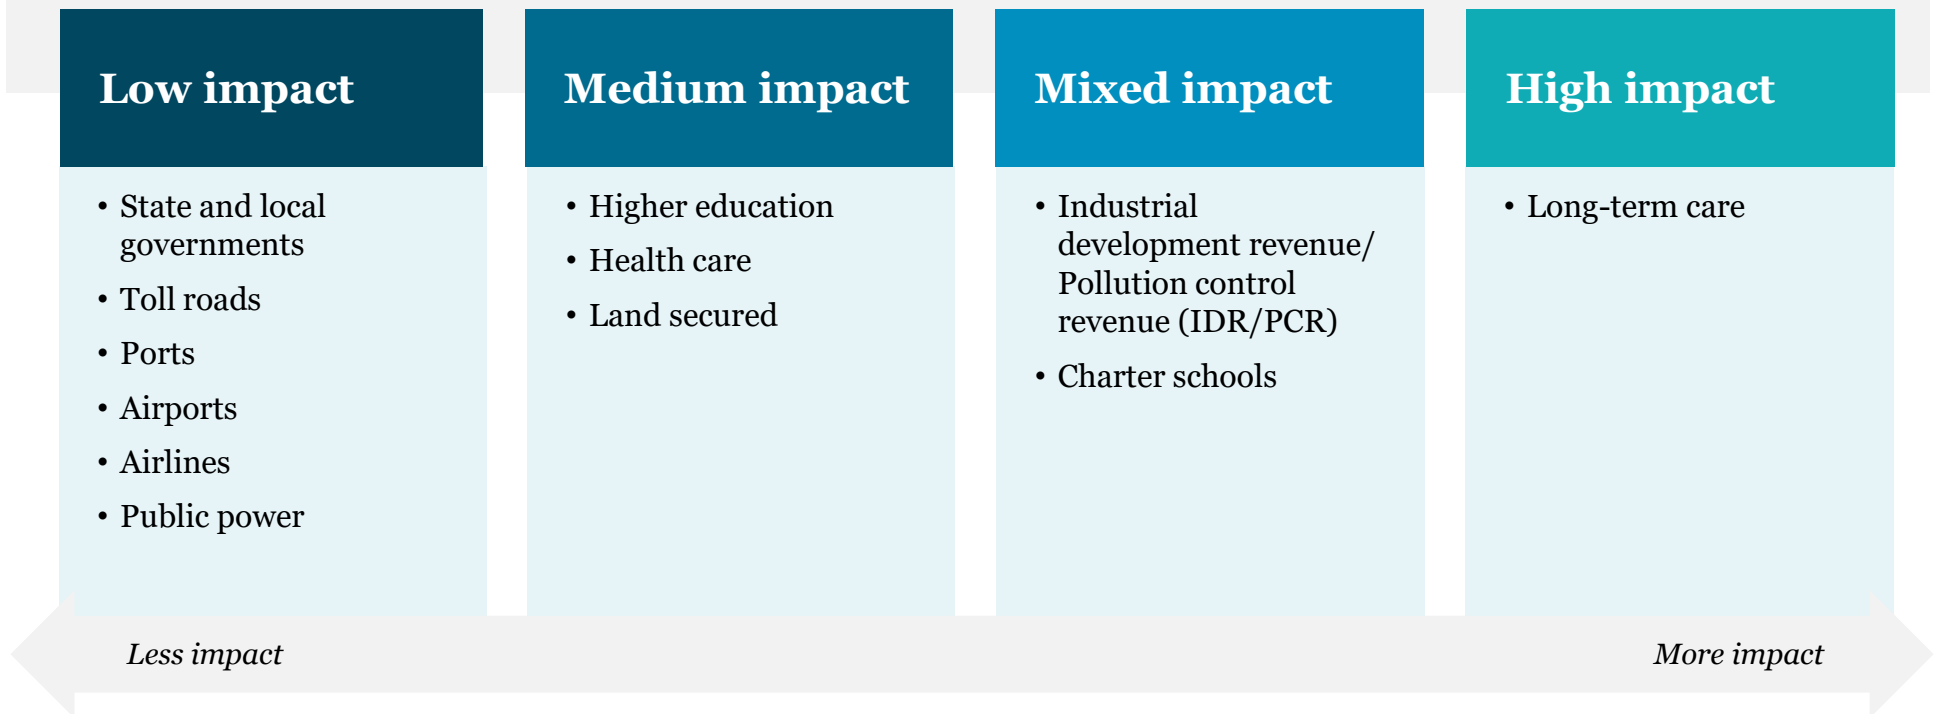 Low impact
• State and local
governments
• Toll roads
• Ports
• Airports
• Airlines
• Public power
Medium impact
• Higher education
• Health care
• Land secured
Mixed impact
• Industrial
development revenue/
Pollution control
revenue (IDR/PCR)
• Charter schools
High impact
• Long-term care
Less impact
More impact